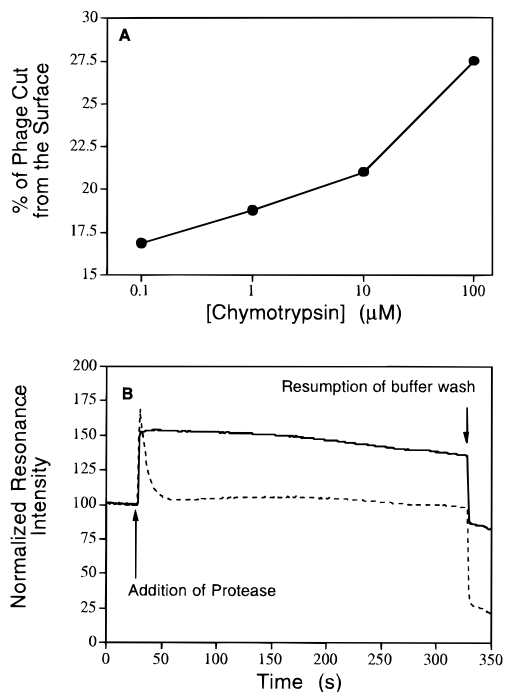 A
30
27.5
25
22.5
20
17.5
15
% of Phage Cut
from the Surface
0.1 1 10 100
[Chymotrypsin] (μM)
B
200
150
125
100
75
50
25
0
Normalized Resonance
Intensity
Resumption of buffer wash
Addition of Protease
0 50 100 150 200 250 300 350
Time (s)